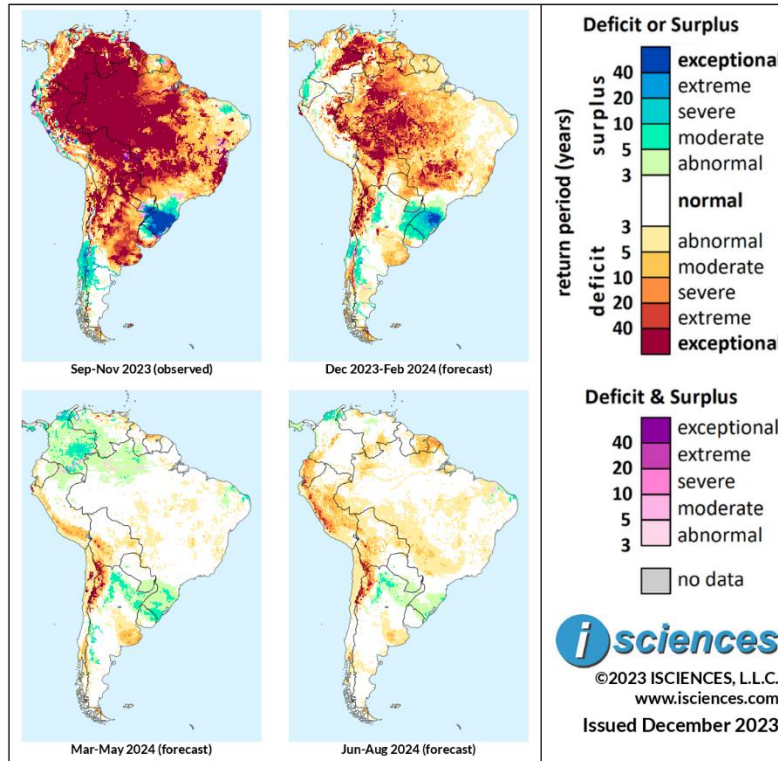 Sep-Nov 2023 (observed)
Dec 2023-Feb 2024 (forecast)
Mar-May 2024 (forecast)
Jun-Aug 2024 (forecast)
Deficit or Surplus
return period (years)
surplus
deficit
40
20
10
5
3
3
5
10
20
40
exceptional
extreme
severe
moderate
abnormal
normal
abnormal
moderate
severe
extreme
exceptional
Deficit & Surplus
40
20
10
5
3
exceptional
extreme
severe
moderate
abnormal
no data
i sciences
©2023 ISCIENCES, L.L.C.
www.isciences.com
Issued December 2023